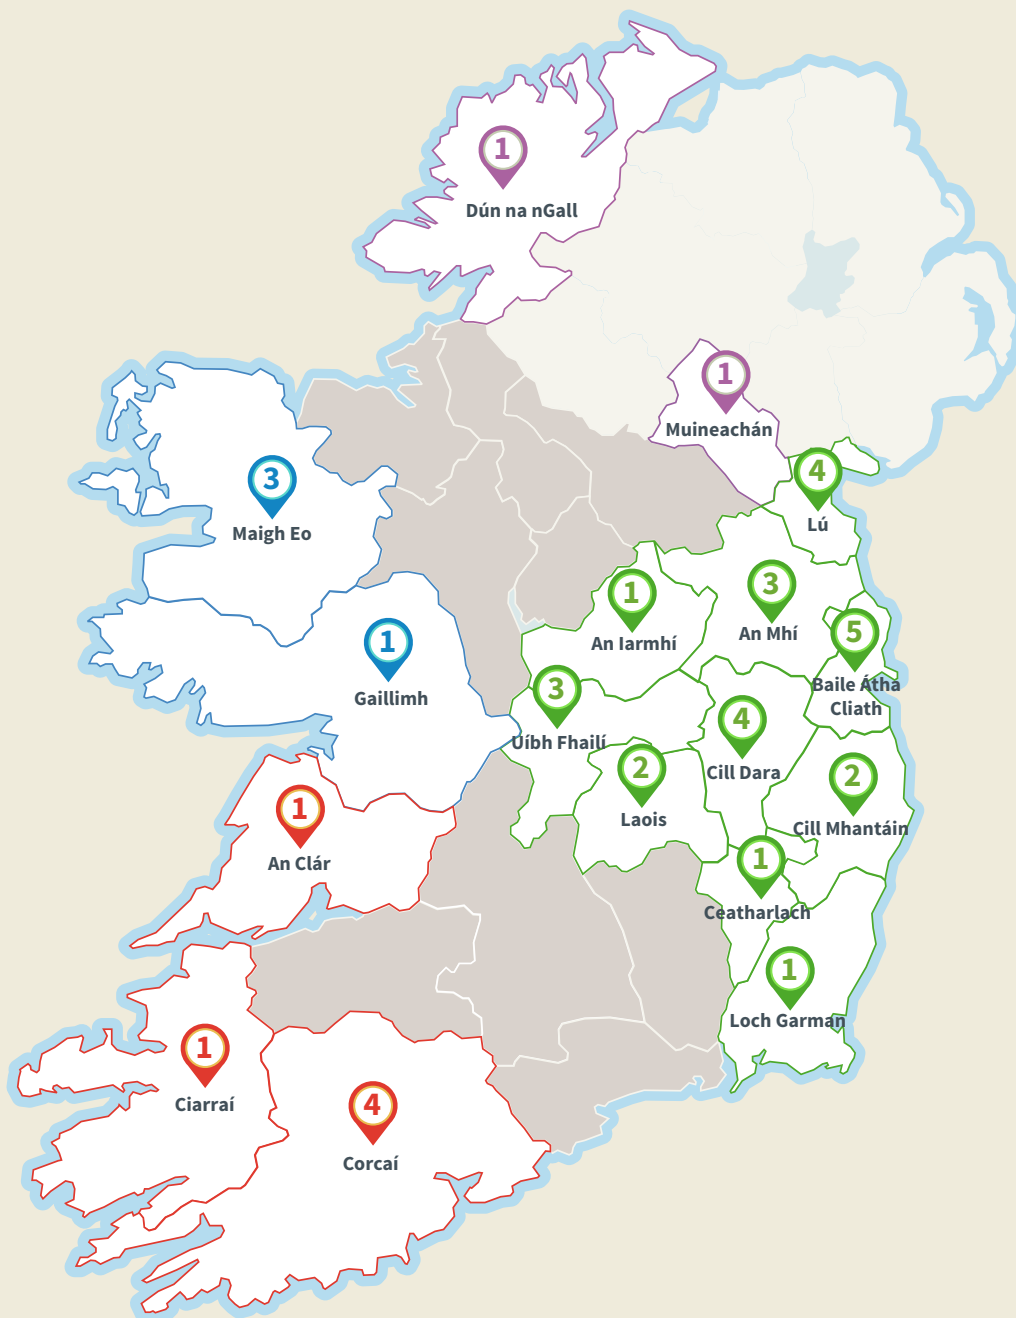 1
Dún na nGall
1
Muineachán
4
Lú
3
Maigh Eo
1
An Iarmhí
3
An Mhí
5
Baile Átha
Cliath
1
Gaillimh
3
Uíbh Fhailí
4
Cill Dara
2
Laois
2
Cill Mhantáin
1
An Clár
1
Ceatharlach
1
Loch Garman
1
Ciarraí
4
Corcaí